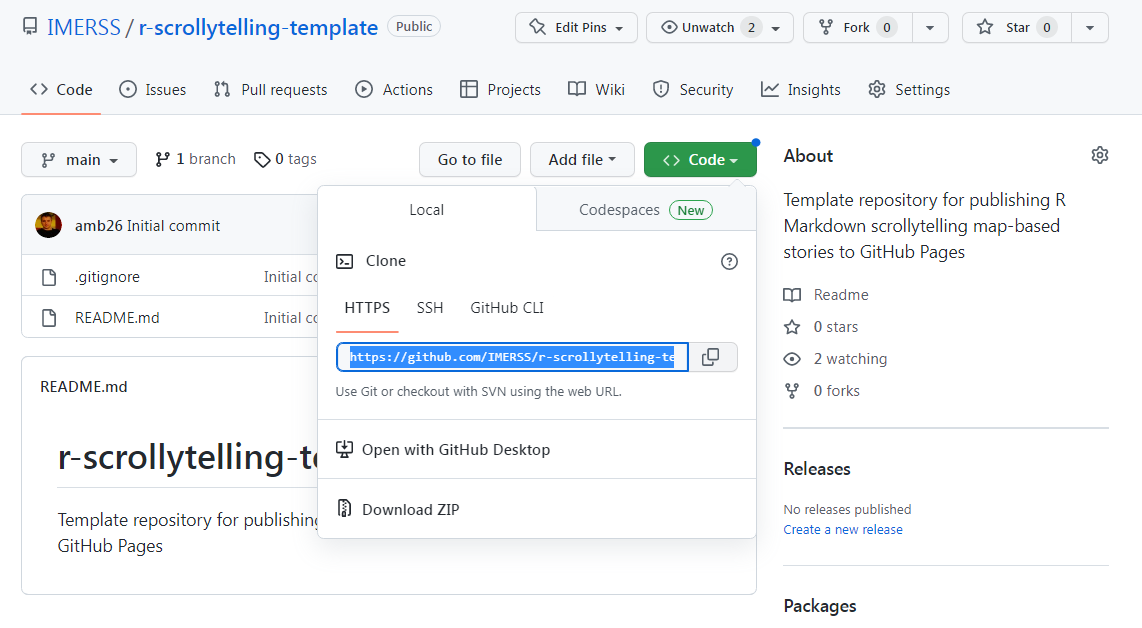 IMERSS / r-scrollytelling-template Public Edit Pins Unwatch 2 Fork 0 Star 0
Code Issues Pull requests Actions Projects Wiki Security Insights Settings
main 1 branch 0 tags Go to file Add file Code
amb26 Initial commit
.gitignore Initial co
README.md Initial co
README.md
r-scrollytelling-te
Template repository for publishing
GitHub Pages
Local Codespaces New
Clone
HTTPS SSH GitHub CLI
https://github.com/IMERSS/r-scrollytelling-te
Use Git or checkout with SVN using the web URL.
Open with GitHub Desktop
Download ZIP
About
Template repository for publishing R
Markdown scrollytelling map-based
stories to GitHub Pages
Readme
0 stars
2 watching
0 forks
Releases
No releases published
Create a new release
Packages